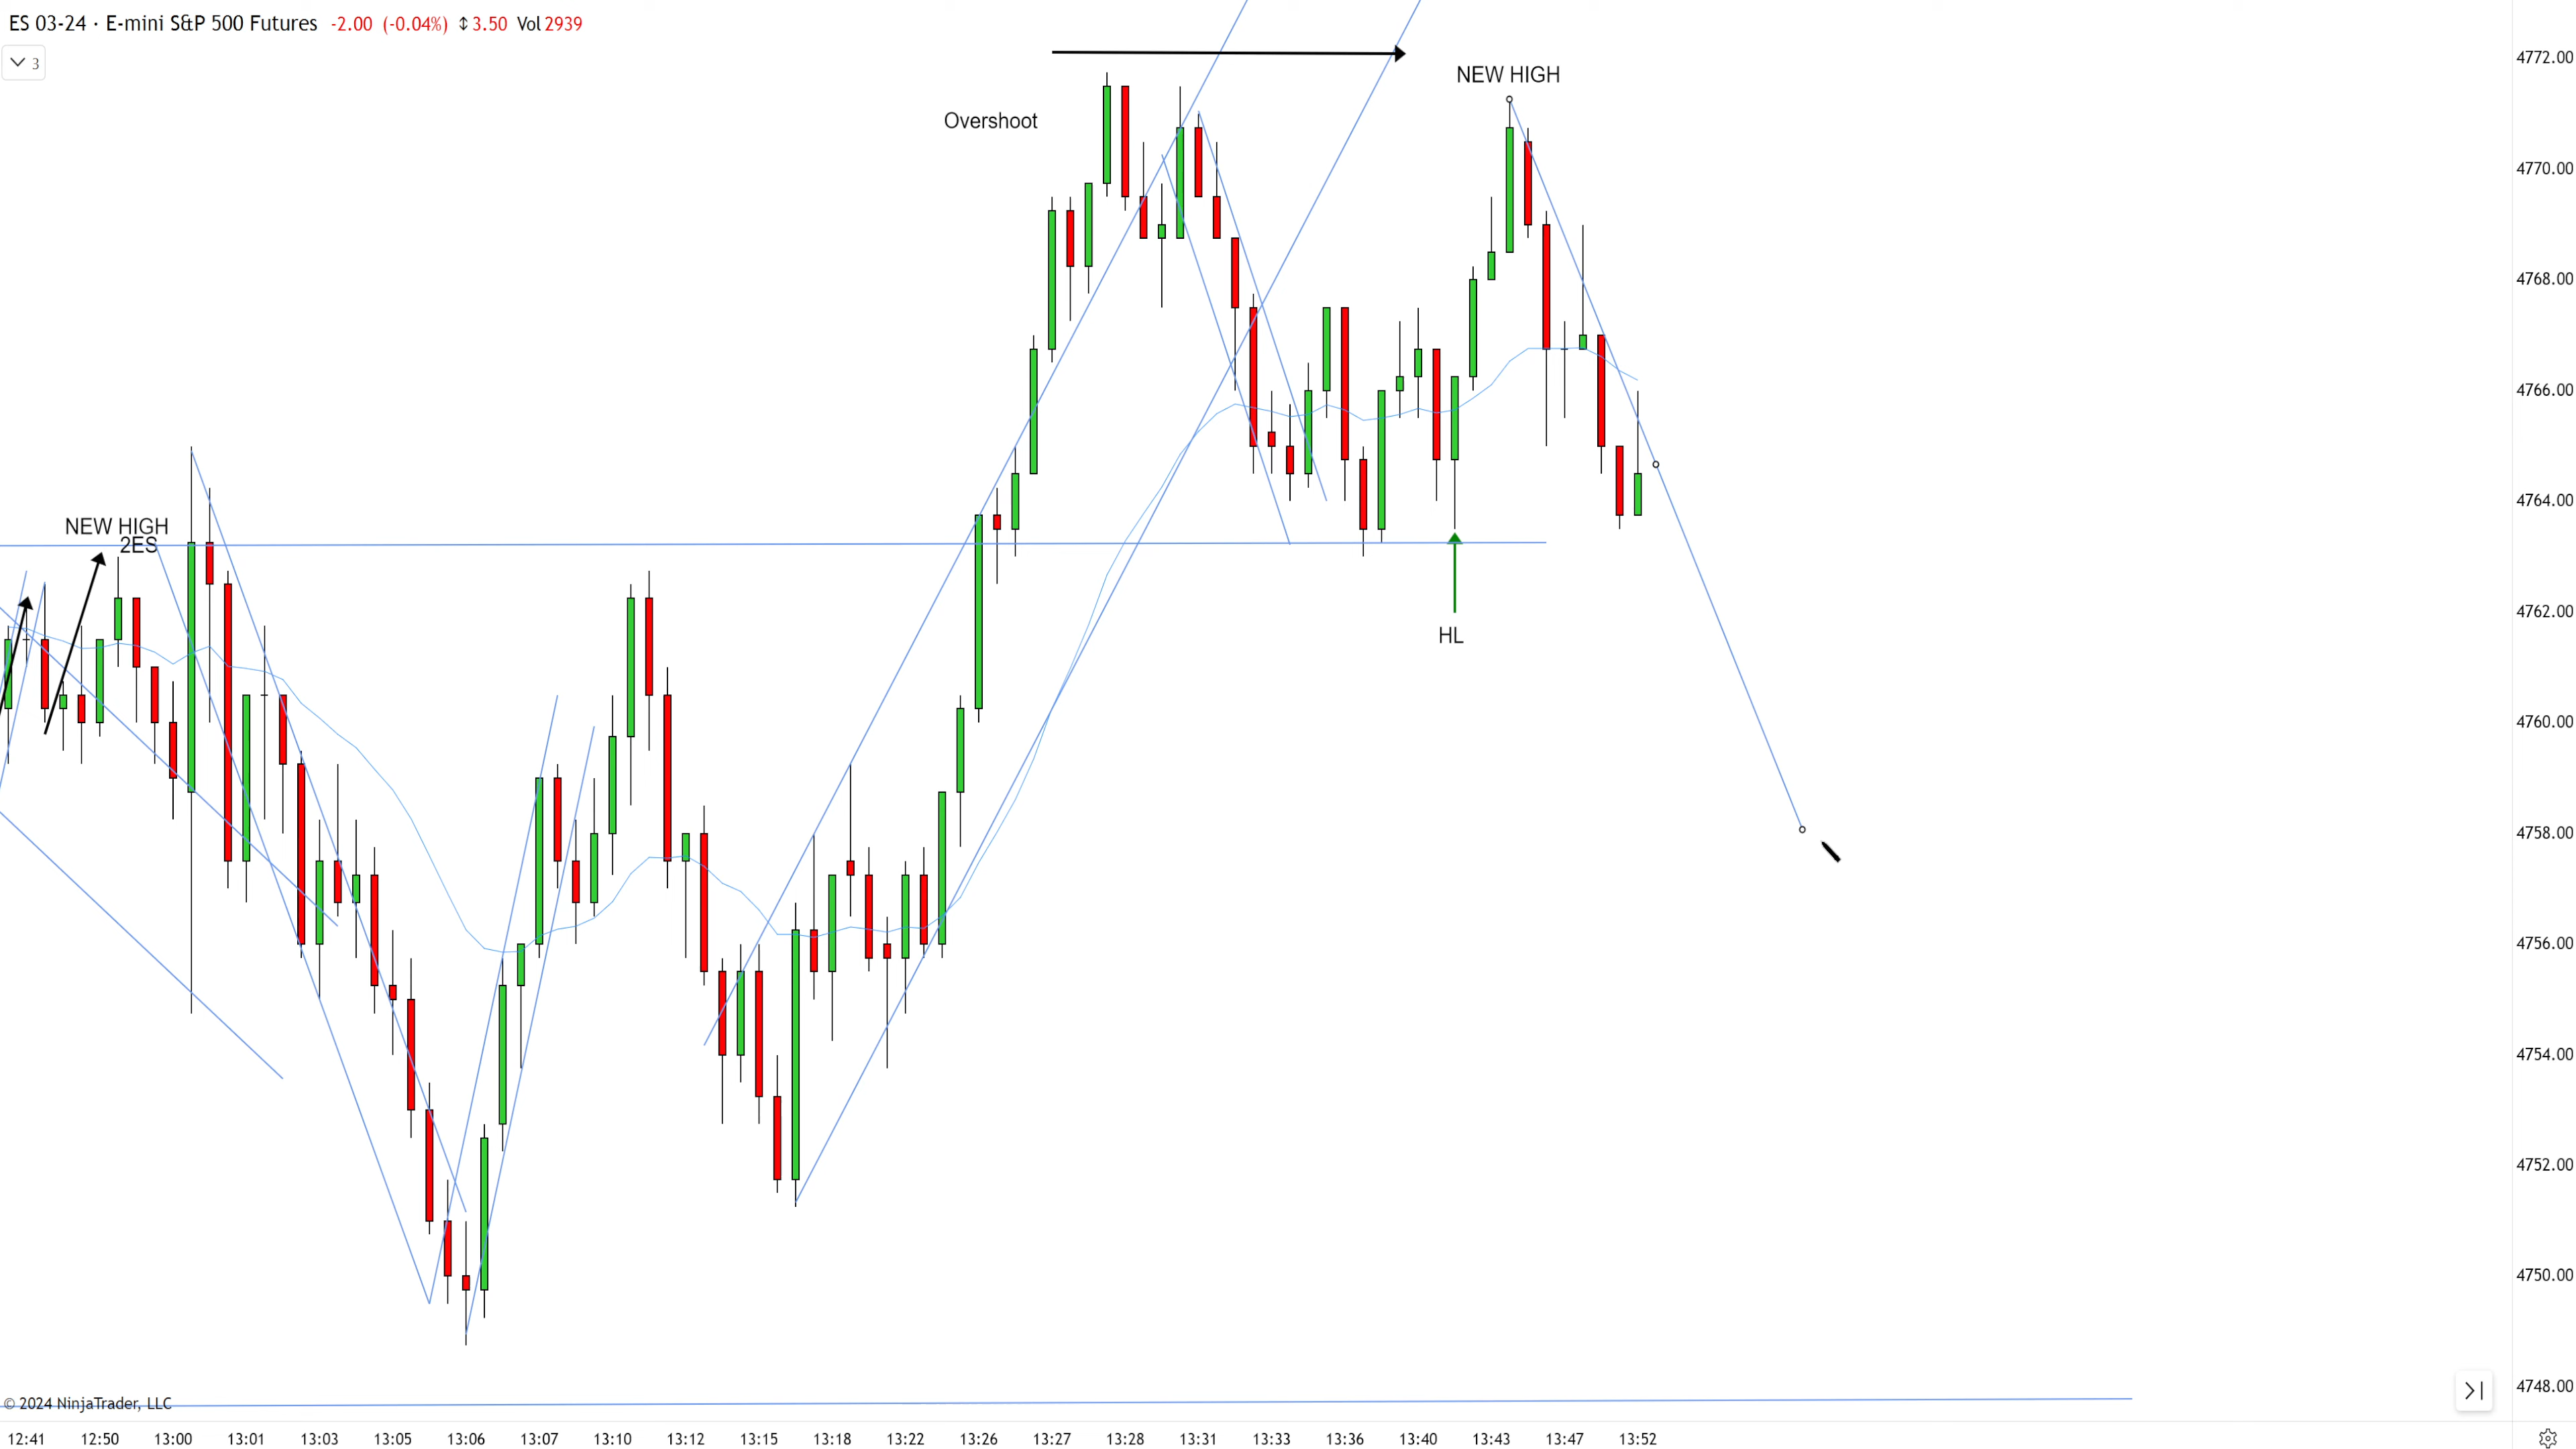 ES 03-24 · E-mini S&P 500 Futures -2.00 (-0.04%) ↕3.50 Vol 2939
3
4772.00
NEW HIGH
Overshoot
4770.00
4768.00
4766.00
4764.00
NEW HIGH
2ES
4762.00
HL
4760.00
4758.00
4756.00
4754.00
4752.00
4750.00
4748.00
© 2024 NinjaTrader, LLC
12:41 12:50 13:00 13:01 13:03 13:05 13:06 13:07 13:10 13:12 13:15 13:18 13:22 13:26 13:27 13:28 13:31 13:33 13:36 13:40 13:43 13:47 13:52